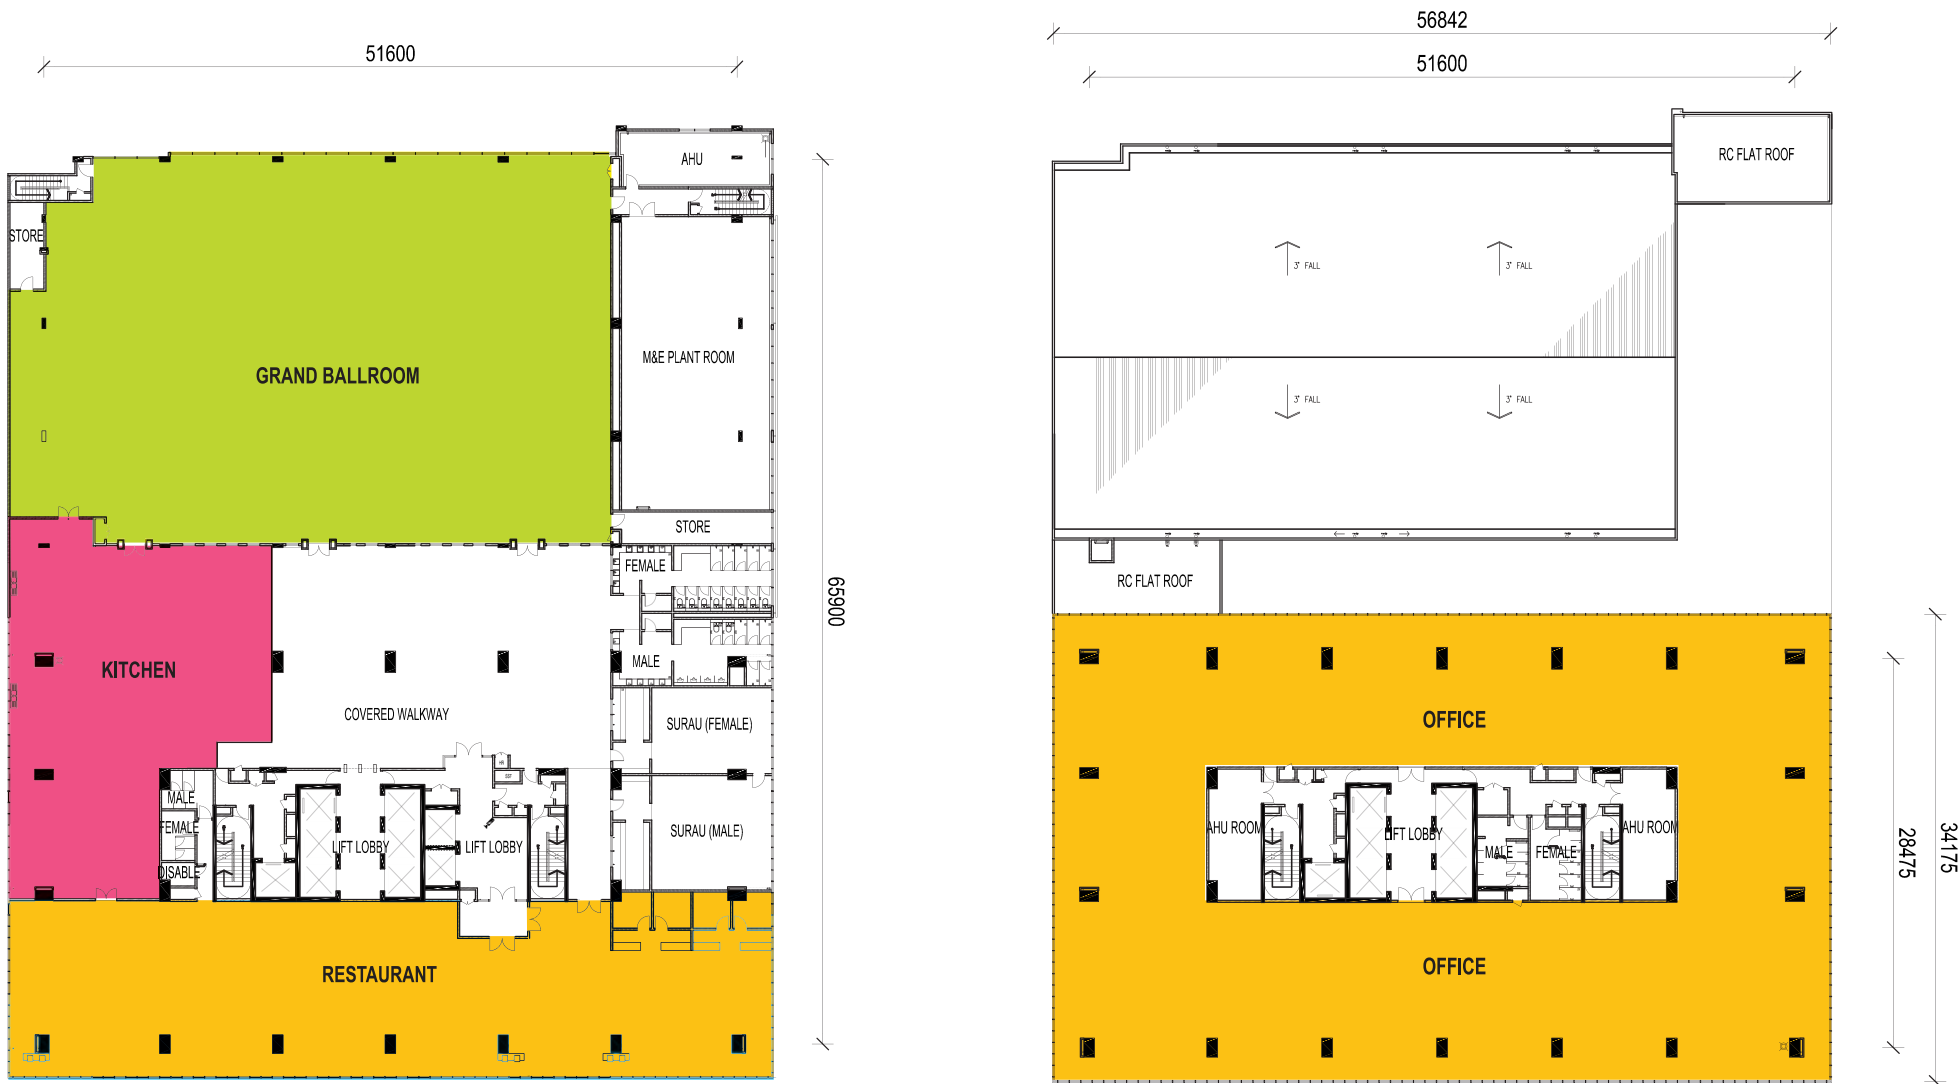 51600
AHU
STORE
M&E PLANT ROOM
GRAND BALLROOM
STORE
FEMALE
65900
MALE
KITCHEN
COVERED WALKWAY
SURAU (FEMALE)
MALE
FEMALE
DISABLE
LIFT LOBBY
LIFT LOBBY
SURAU (MALE)
RESTAURANT
56842
51600
RC FLAT ROOF
3° FALL
3° FALL
3° FALL
3° FALL
RC FLAT ROOF
OFFICE
AHU ROOM
LIFT LOBBY
MALE
FEMALE
AHU ROOM
28475
34175
OFFICE